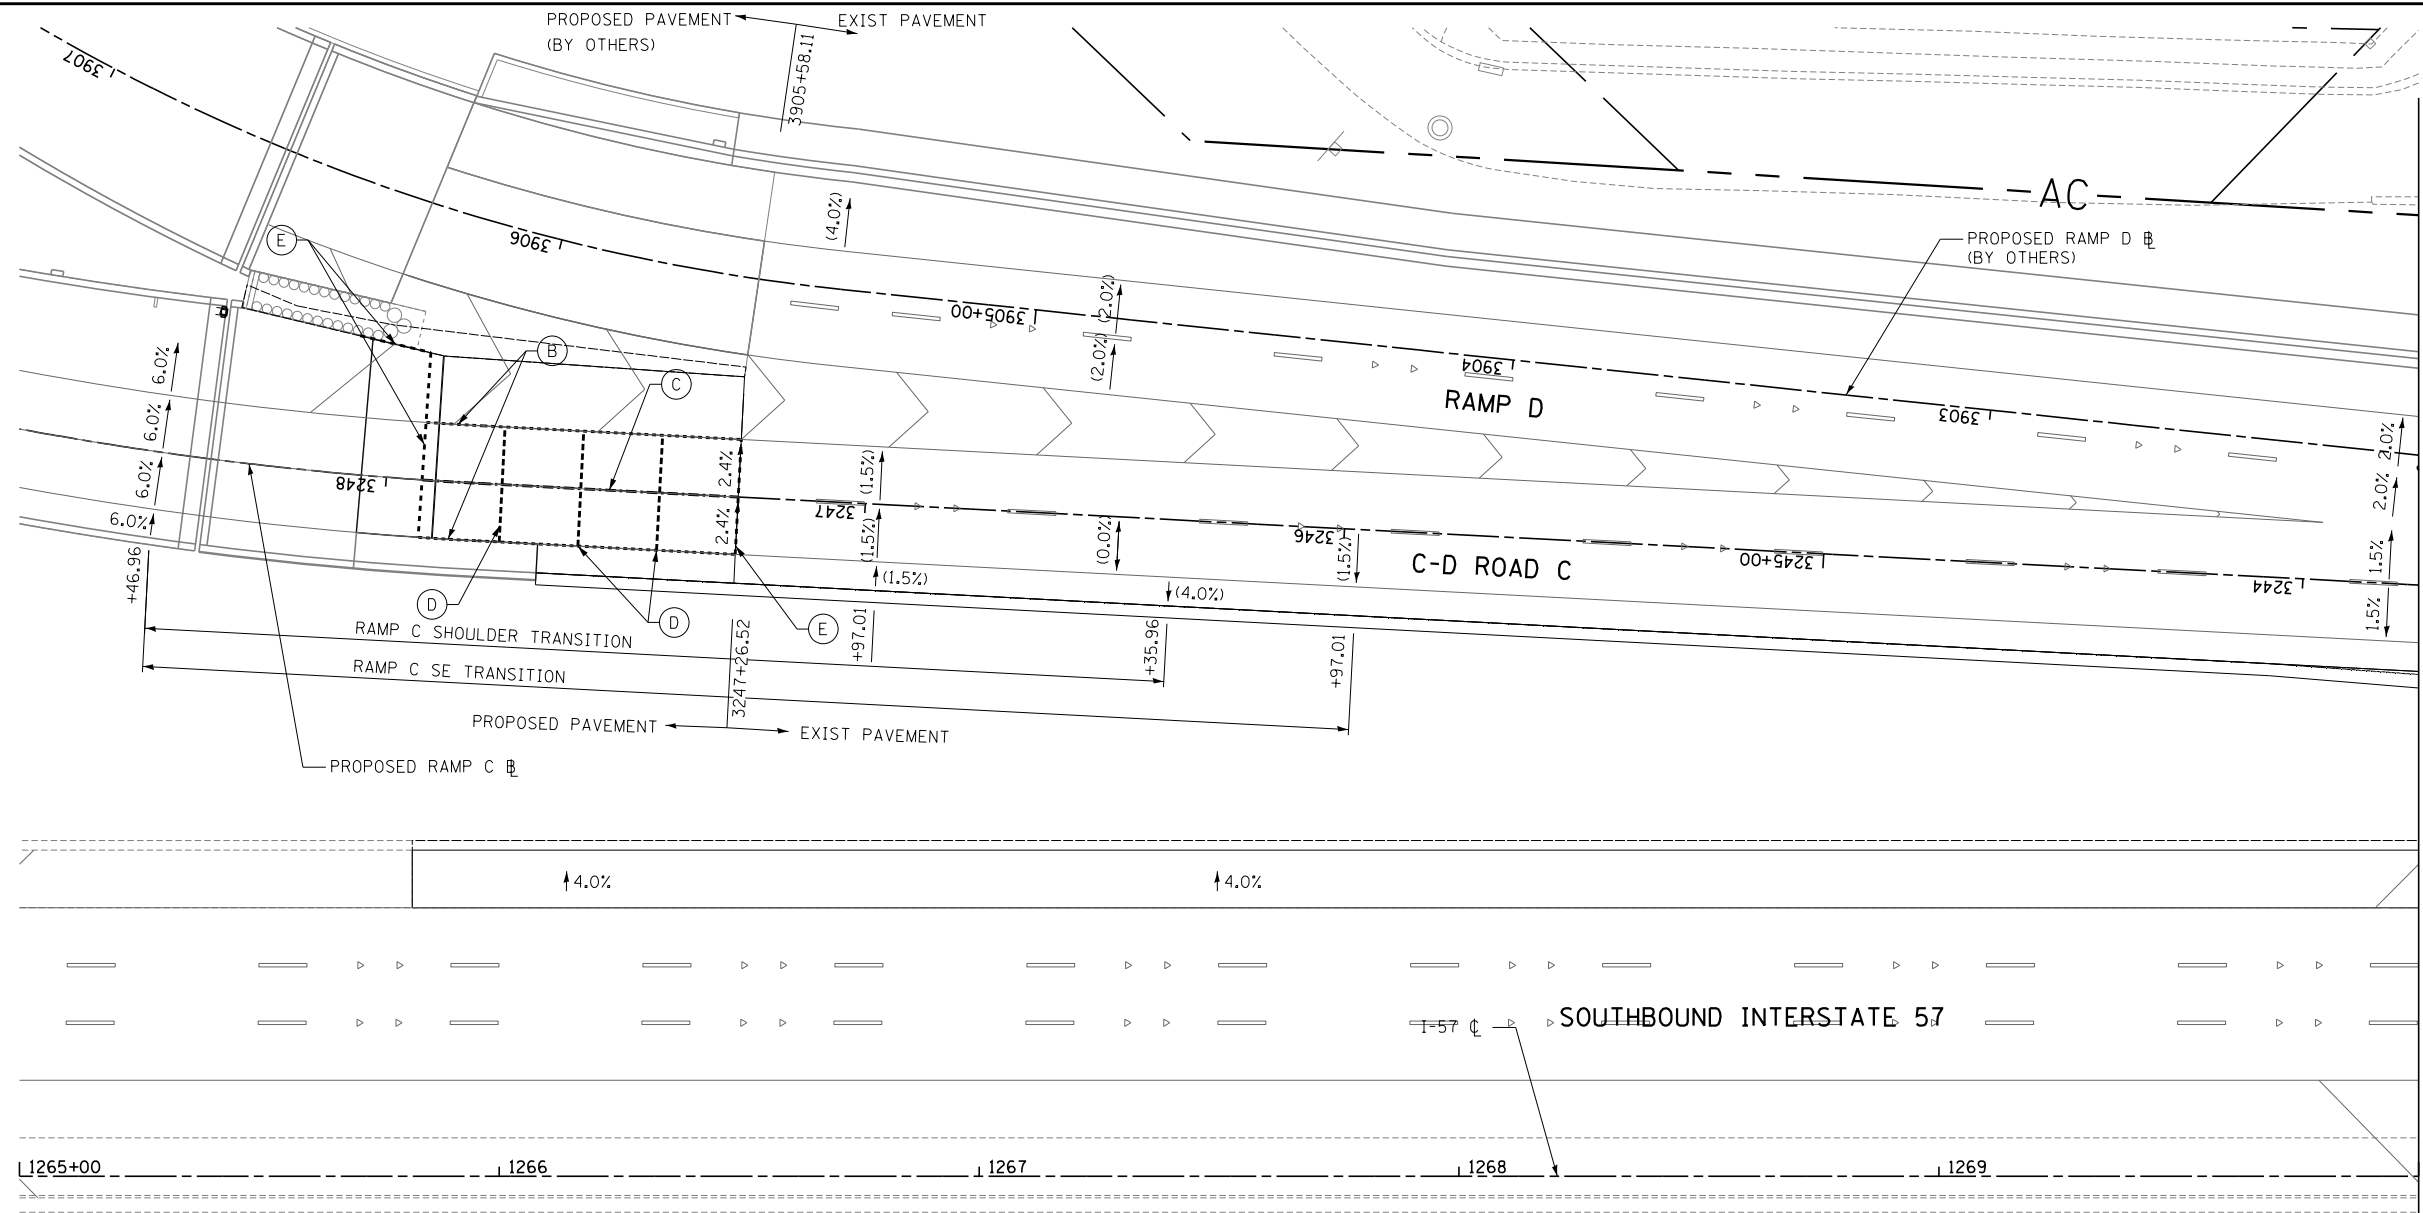 PROPOSED PAVEMENT
(BY OTHERS)
EXIST PAVEMENT
3905+58.11
3907
3906
3905+00
3904
3903
AC
PROPOSED RAMP D ⅊
(BY OTHERS)
E
B
C
(4.0%)
(2.0%)
(2.0%)
RAMP D
2.0%
2.0%
6.0%
6.0%
6.0%
6.0%
3248
2.4%
2.4%
(1.5%)
(1.5%)
3247
(0.0%)
3246
(1.5%)
3245+00
3244
C-D ROAD C
1.5%
1.5%
(1.5%)
(4.0%)
D
D
E
+46.96
RAMP C SHOULDER TRANSITION
RAMP C SE TRANSITION
3247+26.52
+97.01
+35.96
+97.01
PROPOSED PAVEMENT
EXIST PAVEMENT
PROPOSED RAMP C ⅊
4.0%
4.0%
SOUTHBOUND INTERSTATE 57
I-57 ℄
1265+00
1266
1267
1268
1269